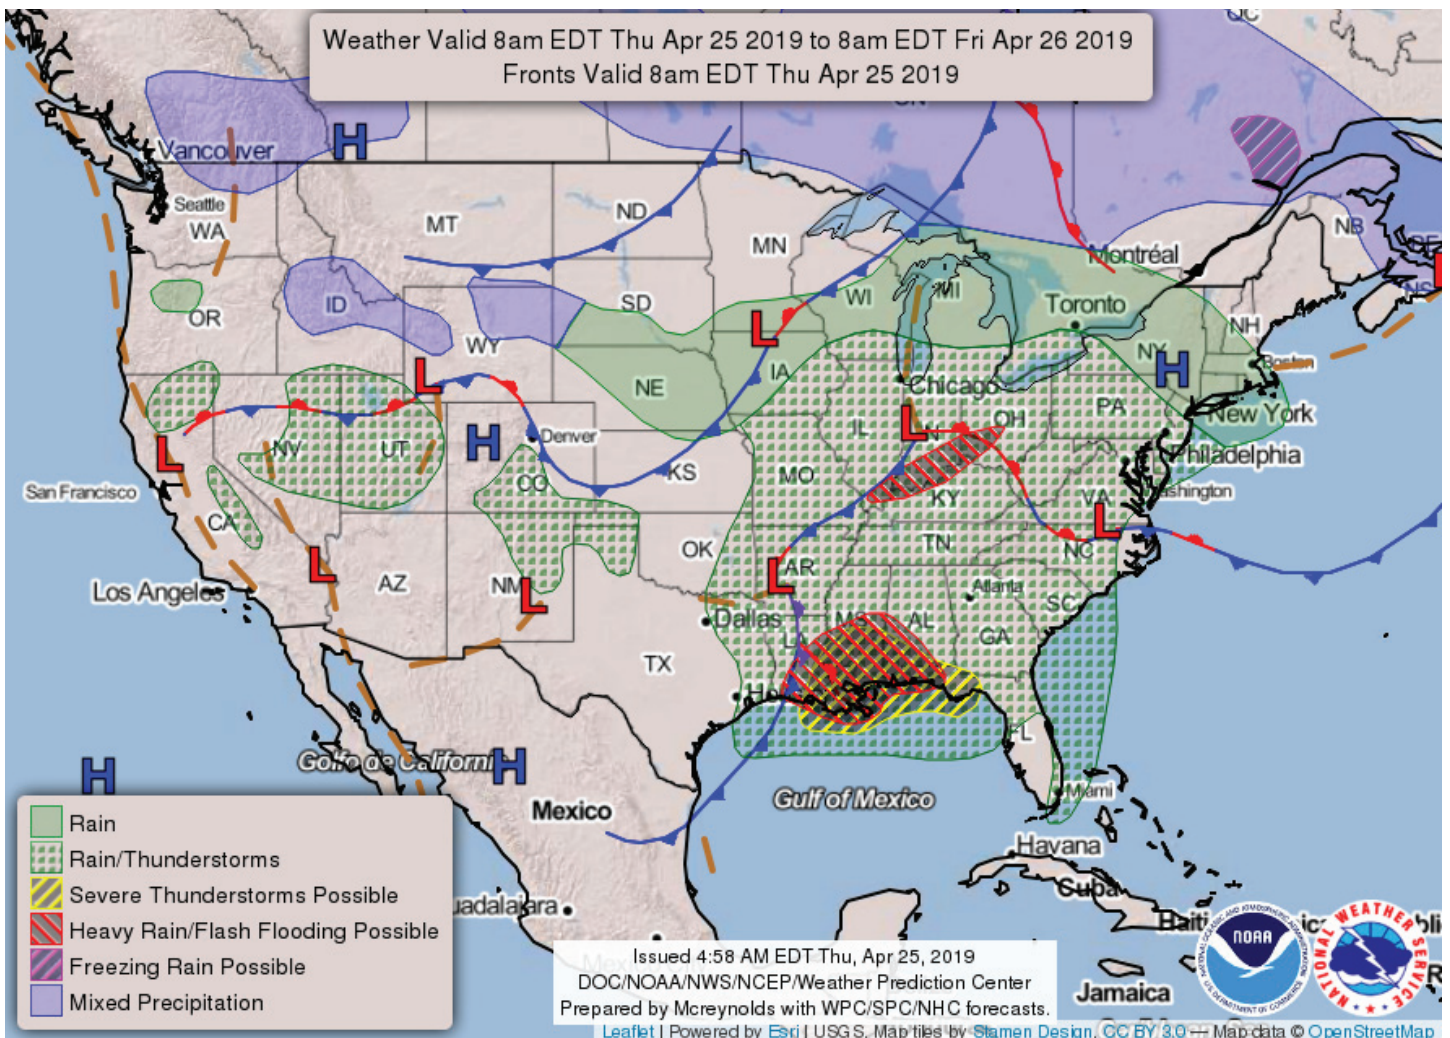 QC
Weather Valid 8am EDT Thu Apr 25 2019 to 8am EDT Fri Apr 26 2019
Fronts Valid 8am EDT Thu Apr 25 2019
ON
Vancouver
H
Seattle
WA
MT
ND
MN
NB
Montréal
PE
L
NS
ID
OR
SD
WI
MI
Toronto
NH
WY
L
NY
H
Boston
L
NE
IA
Chicago
PA
New York
IL
L
OH
NV
UT
H
Denver
L
KS
MO
Philadelphia
San Francisco
CO
KY
VA
Washington
CA
L
OK
TN
NC
L
Los Angeles
AZ
NM
L
L
AR
Atlanta
SC
Dallas
MS
AL
GA
TX
LA
Ho
FL
Golfo de California
H
H
Mexico
Gulf of Mexico
Miami
Havana
Cuba
Rain
Rain/Thunderstorms
Severe Thunderstorms Possible
Heavy Rain/Flash Flooding Possible
Freezing Rain Possible
Mixed Precipitation
uadalajara
Haiti
Jamaica
NOAA
NATIONAL WEATHER SERVICE
Issued 4:58 AM EDT Thu, Apr 25, 2019
DOC/NOAA/NWS/NCEP/Weather Prediction Center
Prepared by Mcreynolds with WPC/SPC/NHC forecasts.
Leaflet | Powered by Esri | USGS, Map tiles by Stamen Design, CC BY 3.0 — Map data © OpenStreetMap